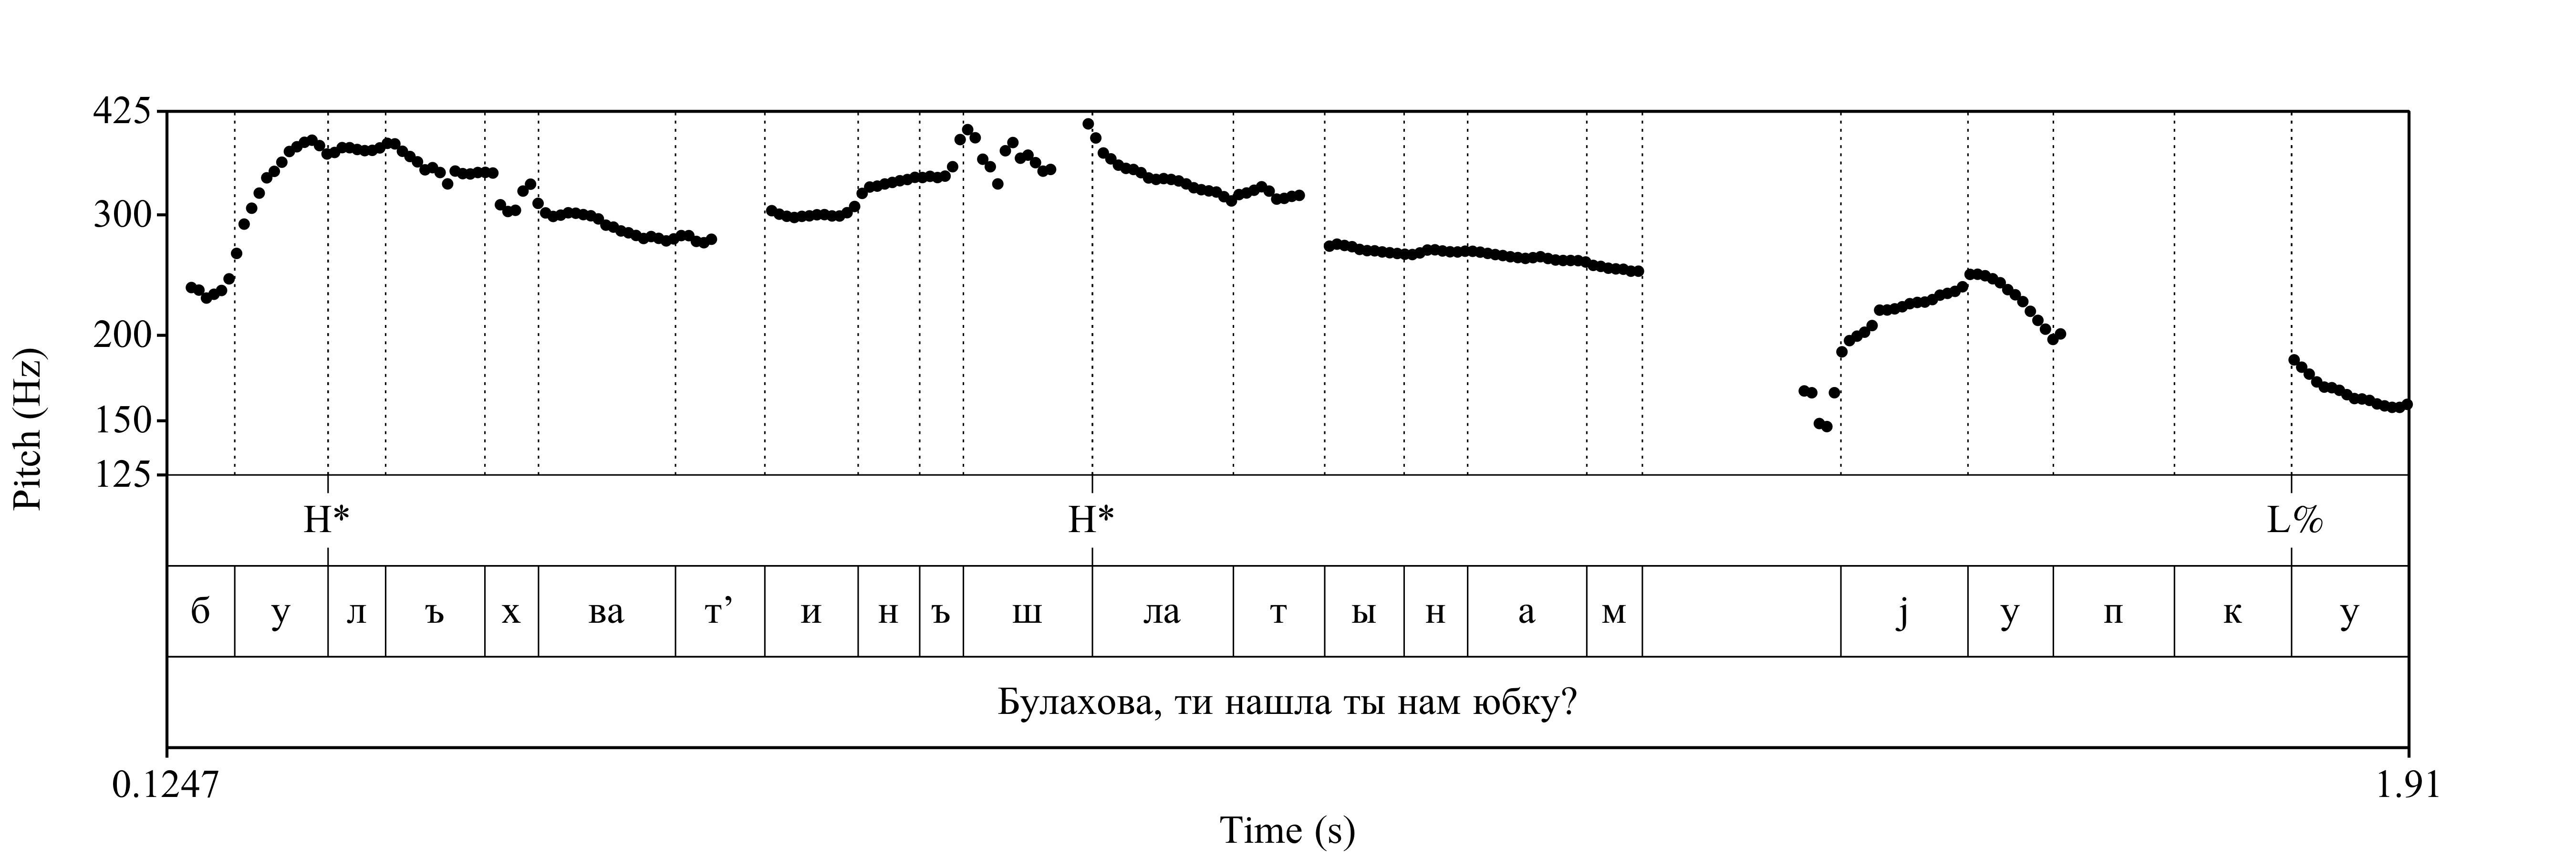 425
300
200
150
125
Pitch (Hz)
H* H* L%
б у л ъ х ва т’ и н ъ ш ла т ы н а м j у п к у
Булахова, ти нашла ты нам юбку?
0.1247 1.91
Time (s)